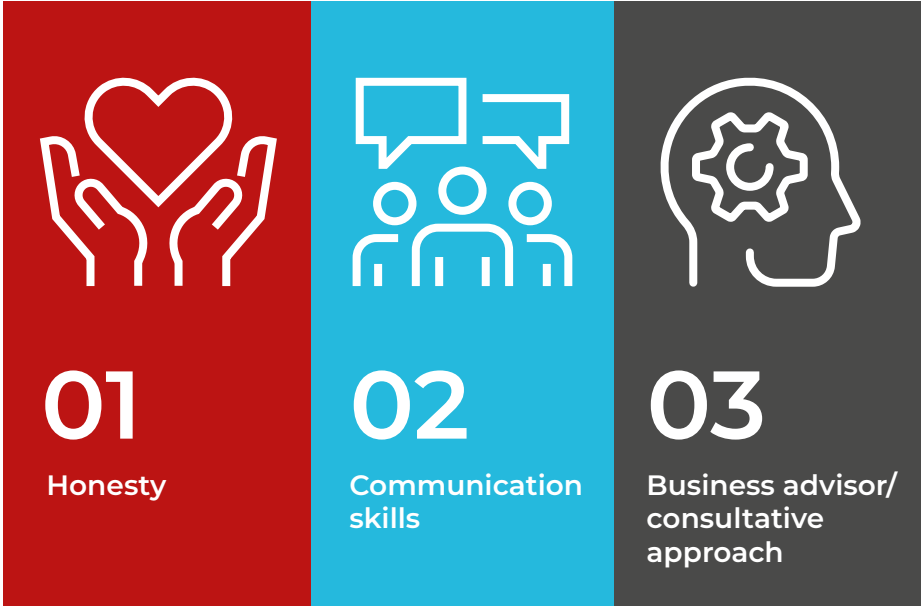 01
Honesty
02
Communication
skills
03
Business advisor/
consultative
approach